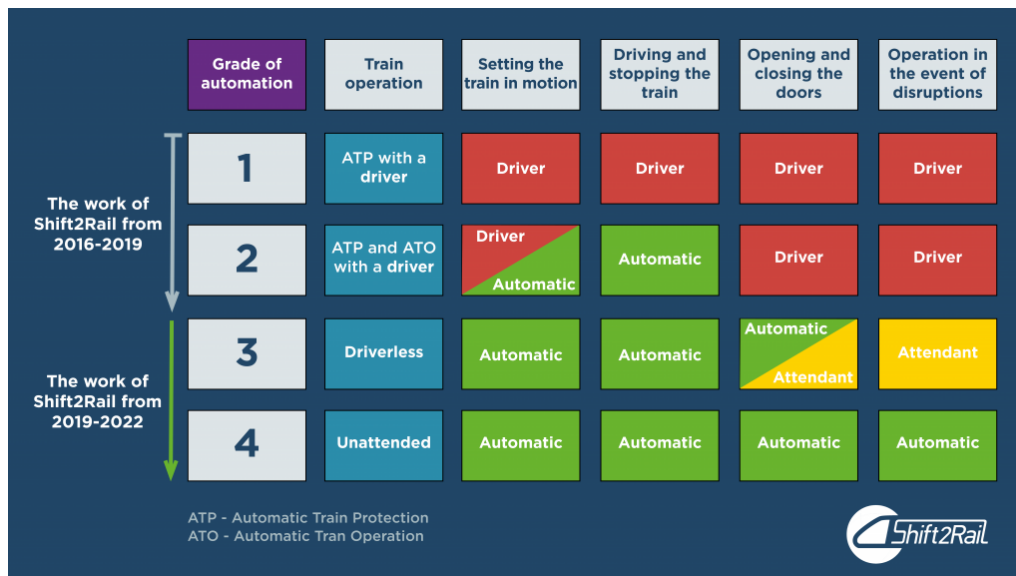 Grade of
automation
Train
operation
Setting the
train in motion
Driving and
stopping the
train
Opening and
closing the
doors
Operation in
the event of
disruptions
The work of
Shift2Rail from
2016-2019
1
ATP with a
driver
Driver
Driver
Driver
Driver
2
ATP and ATO
with a driver
Driver
Automatic
Automatic
Driver
Driver
The work of
Shift2Rail from
2019-2022
3
Driverless
Automatic
Automatic
Automatic
Attendant
Attendant
4
Unattended
Automatic
Automatic
Automatic
Automatic
ATP - Automatic Train Protection
ATO - Automatic Tran Operation
Shift2Rail